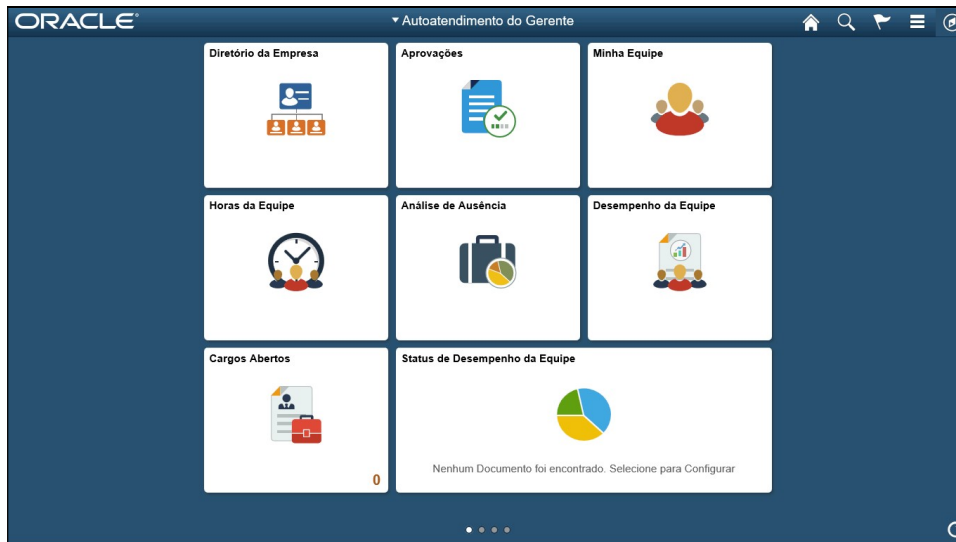 ORACLE®
Autoatendimento do Gerente
Diretório da Empresa
Aprovações
Minha Equipe
Horas da Equipe
Análise de Ausência
Desempenho da Equipe
Cargos Abertos
0
Status de Desempenho da Equipe
Nenhum Documento foi encontrado. Selecione para Configurar